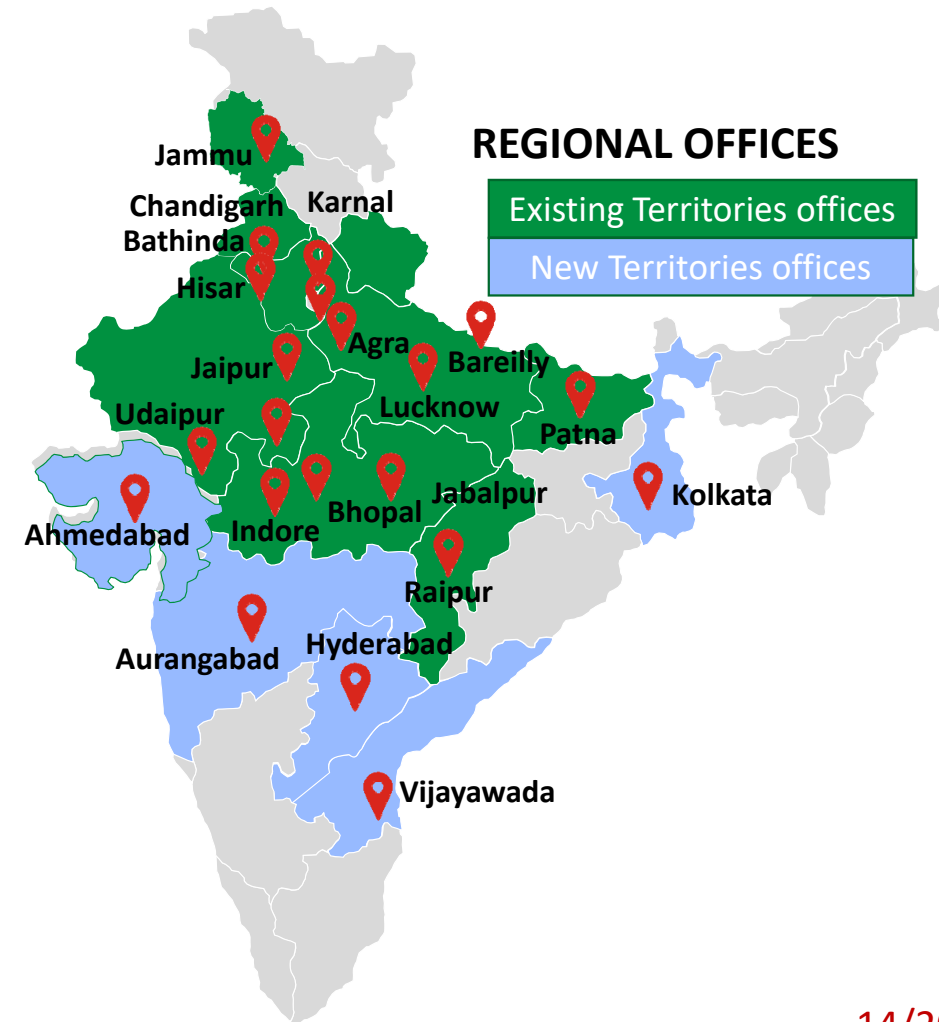 REGIONAL OFFICES
Existing Territories offices
New Territories offices
Jammu
Chandigarh
Karnal
Bathinda
Hisar
Agra
Jaipur
Bareilly
Lucknow
Udaipur
Patna
Jabalpur
Kolkata
Bhopal
Indore
Ahmedabad
Raipur
Hyderabad
Aurangabad
Vijayawada